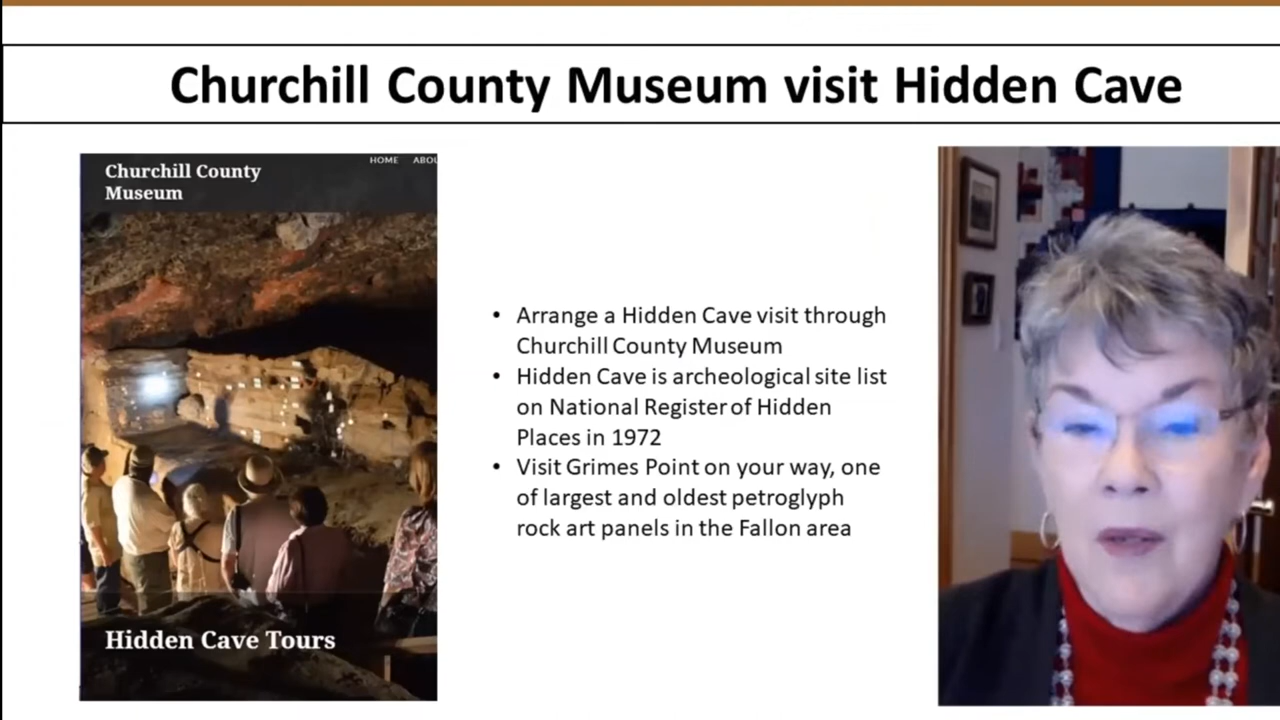 Churchill County Museum visit Hidden Cave
HOME ABOU
Churchill County
Museum
Hidden Cave Tours
• Arrange a Hidden Cave visit through
Churchill County Museum
• Hidden Cave is archeological site list
on National Register of Hidden
Places in 1972
• Visit Grimes Point on your way, one
of largest and oldest petroglyph
rock art panels in the Fallon area